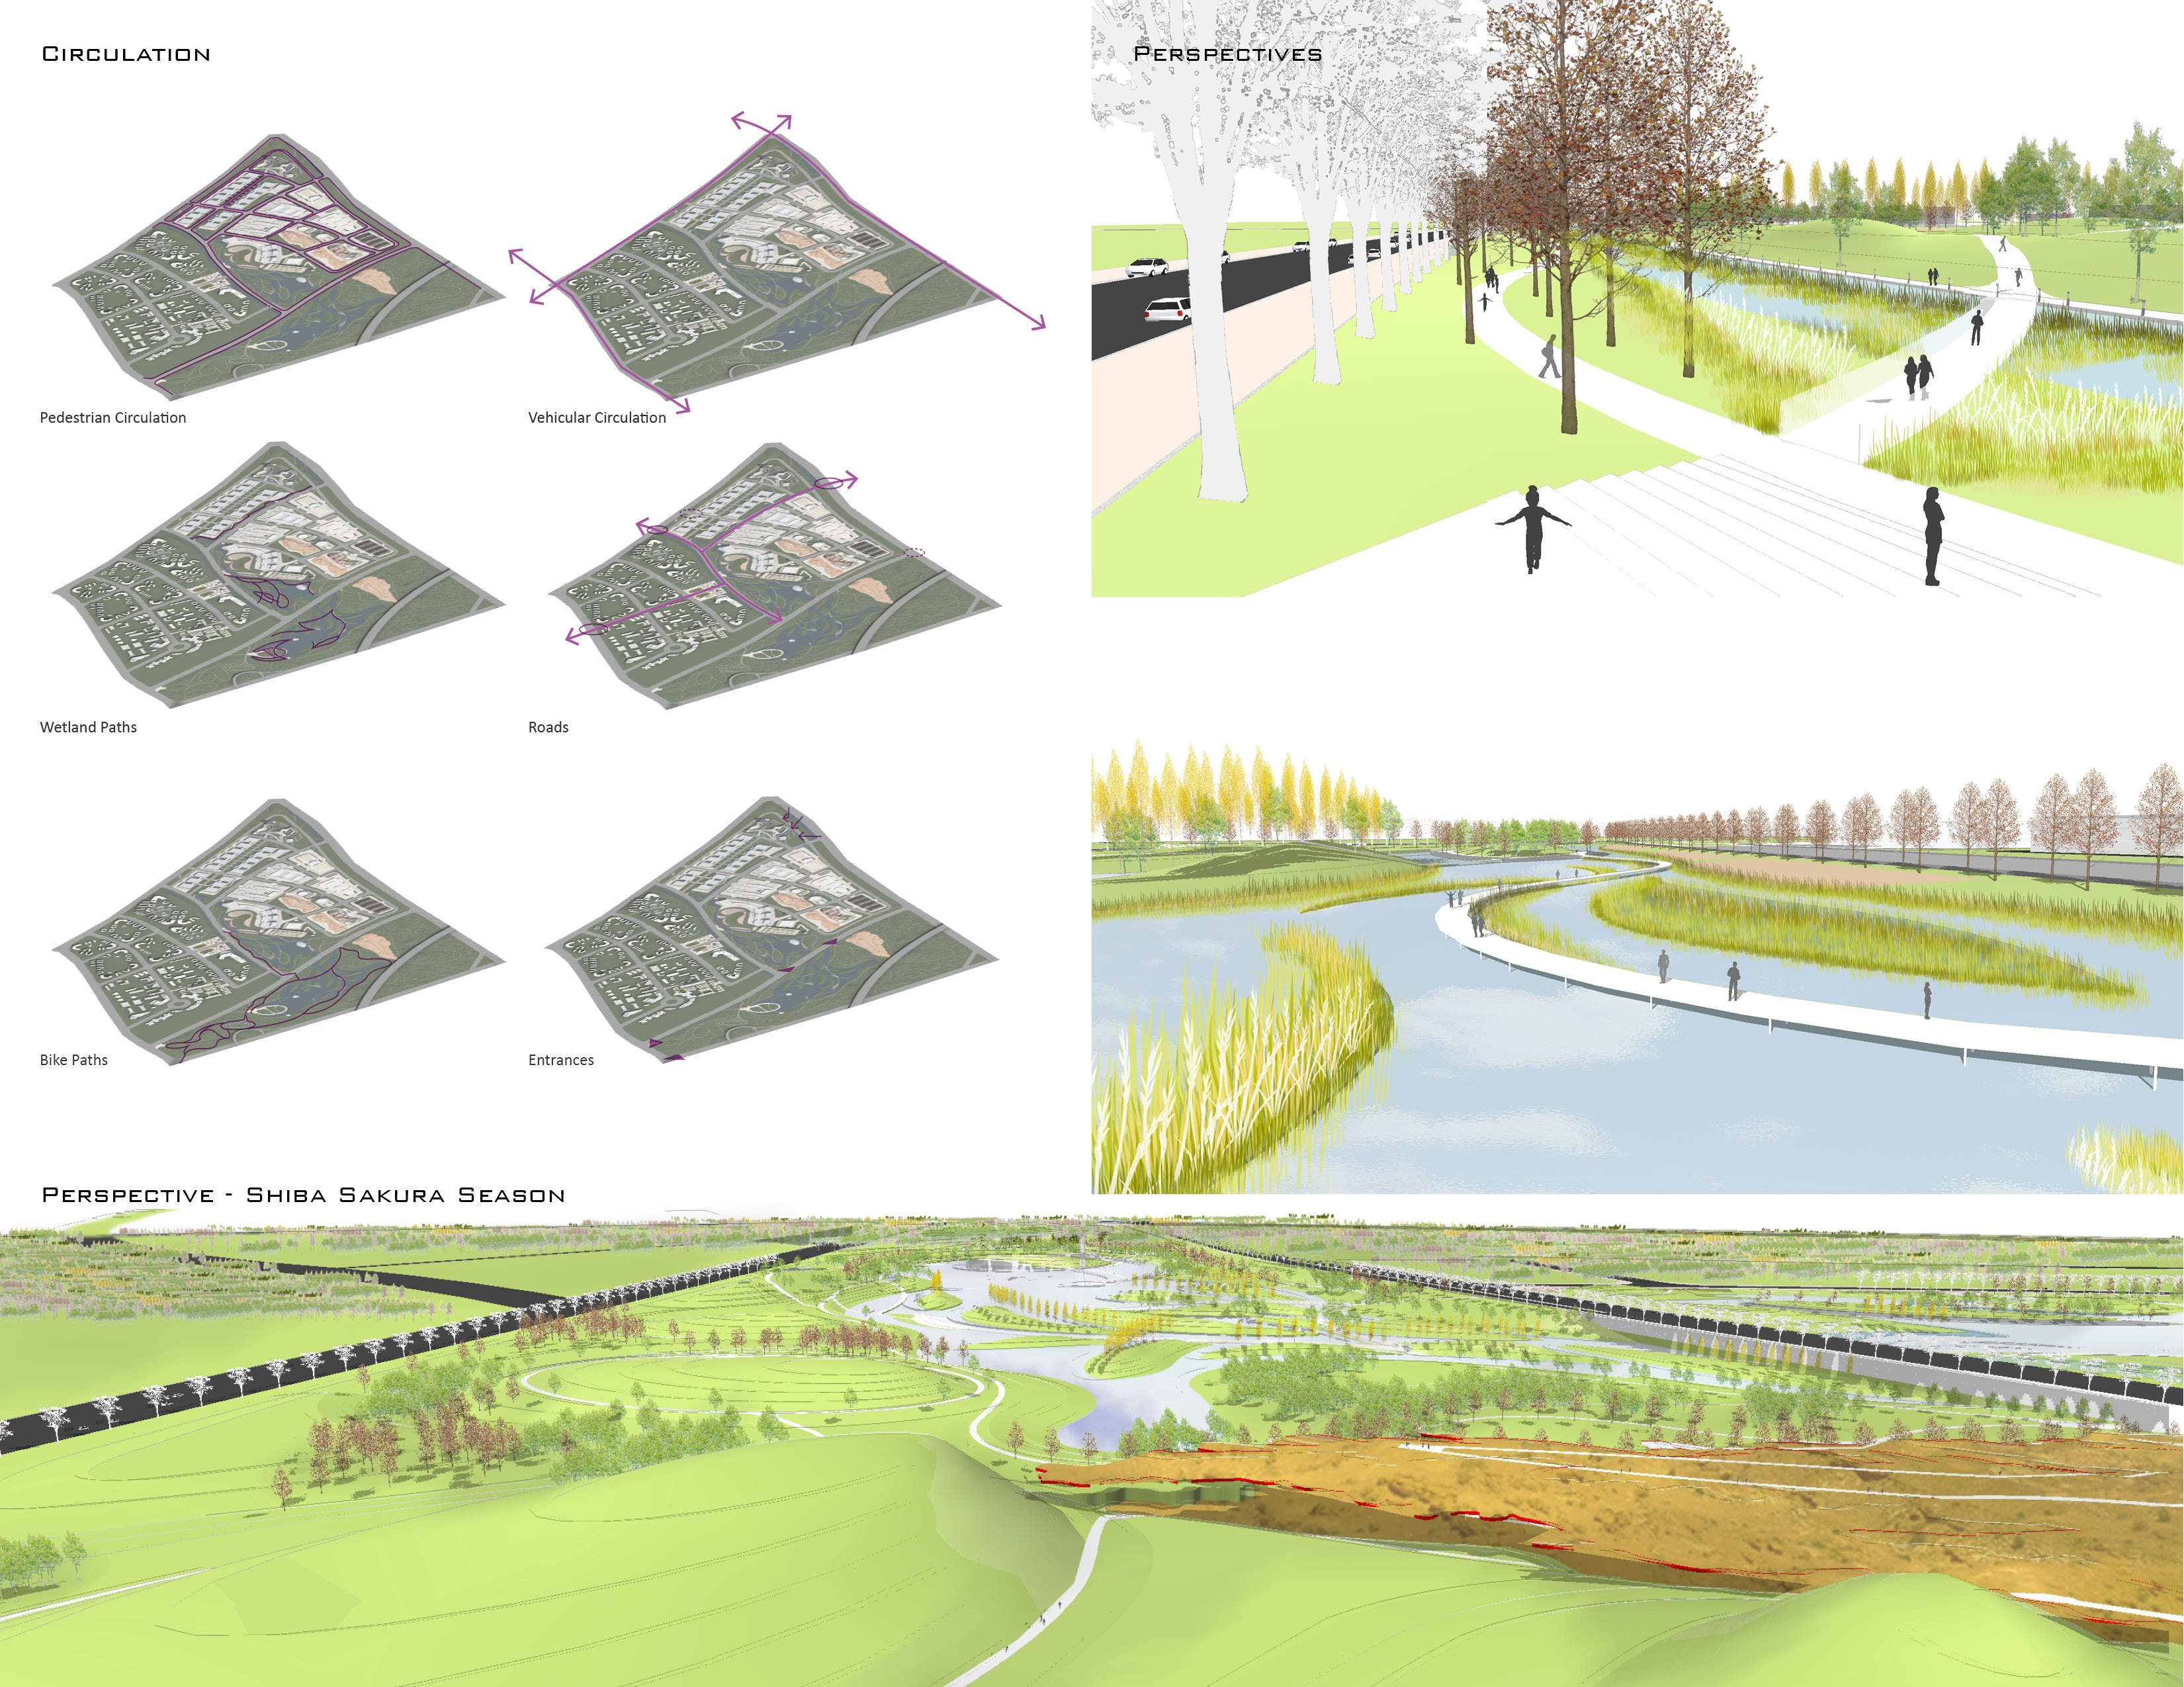 Circulation
Perspectives
Pedestrian Circulation
Vehicular Circulation
Wetland Paths
Roads
Bike Paths
Entrances
Perspective - Shiba Sakura Season